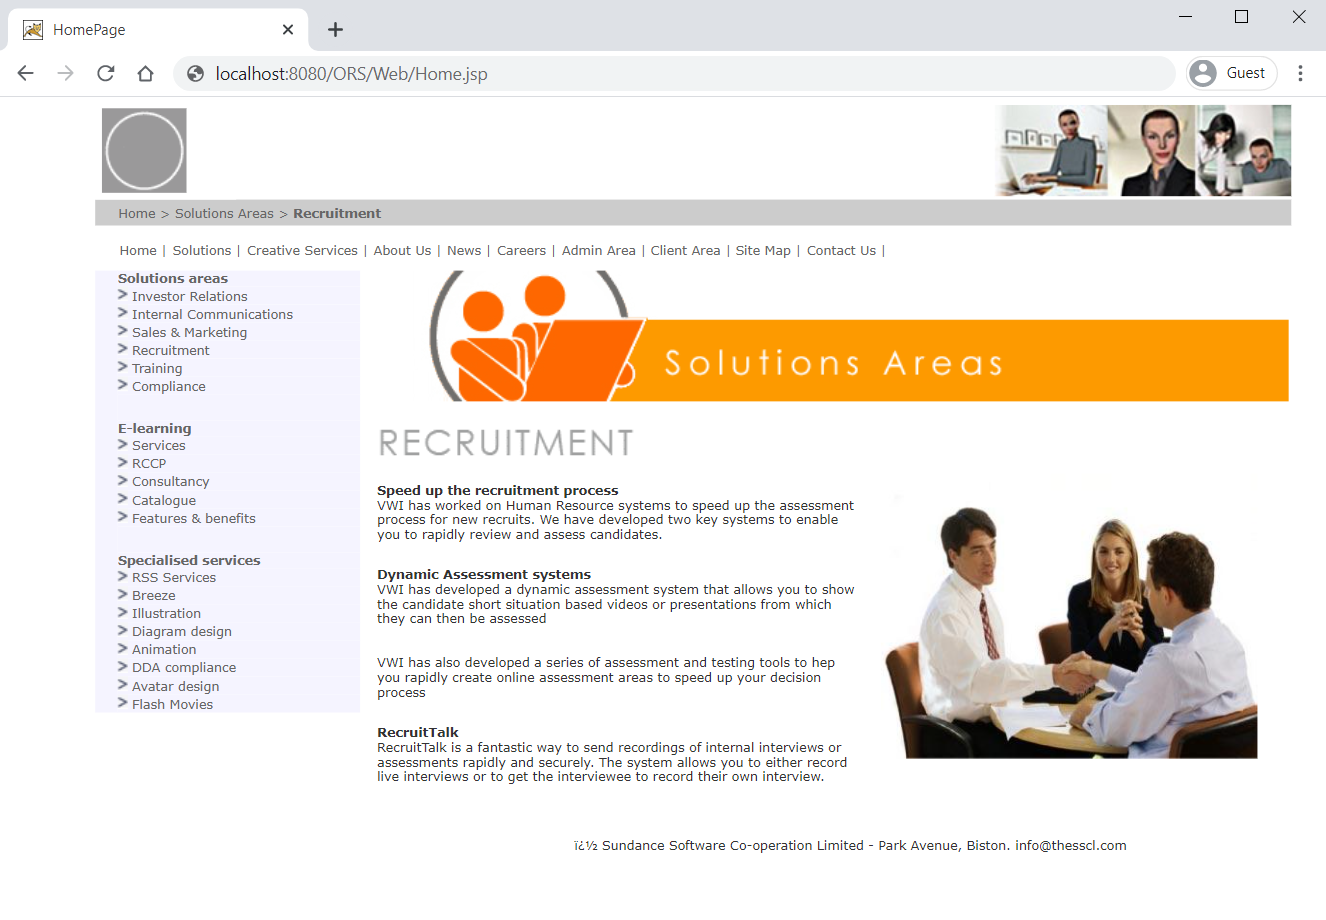 HomePage
localhost:8080/ORS/Web/Home.jsp
Guest
Home > Solutions Areas > Recruitment
Home | Solutions | Creative Services | About Us | News | Careers | Admin Area | Client Area | Site Map | Contact Us |
Solutions areas
Investor Relations
Internal Communications
Sales & Marketing
Recruitment
Training
Compliance
E-learning
Services
RCCP
Consultancy
Catalogue
Features & benefits
Specialised services
RSS Services
Breeze
Illustration
Diagram design
Animation
DDA compliance
Avatar design
Flash Movies
Solutions Areas
RECRUITMENT
Speed up the recruitment process
VWI has worked on Human Resource systems to speed up the assessment
process for new recruits. We have developed two key systems to enable
you to rapidly review and assess candidates.
Dynamic Assessment systems
VWI has developed a dynamic assessment system that allows you to show
the candidate short situation based videos or presentations from which
they can then be assessed
VWI has also developed a series of assessment and testing tools to hep
you rapidly create online assessment areas to speed up your decision
process
RecruitTalk
RecruitTalk is a fantastic way to send recordings of internal interviews or
assessments rapidly and securely. The system allows you to either record
live interviews or to get the interviewee to record their own interview.
ï¿½ Sundance Software Co-operation Limited - Park Avenue, Biston. info@thesscl.com